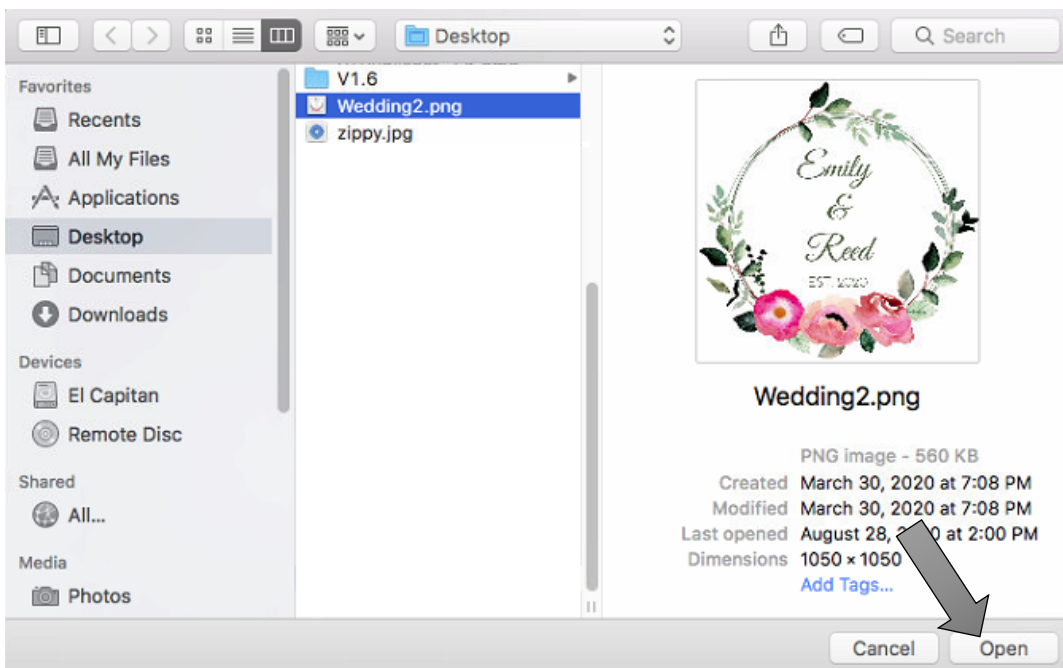 Desktop
Search
Favorites
Recents
All My Files
Applications
Desktop
Documents
Downloads
Devices
El Capitan
Remote Disc
Shared
All...
Media
Photos
V1.6
Wedding2.png
zippy.jpg
Emily
&
Reed
EST. 2020
Wedding2.png
PNG image - 560 KB
Created March 30, 2020 at 7:08 PM
Modified March 30, 2020 at 7:08 PM
Last opened August 28, at 2:00 PM
Dimensions 1050 × 1050
Add Tags...
Cancel
Open